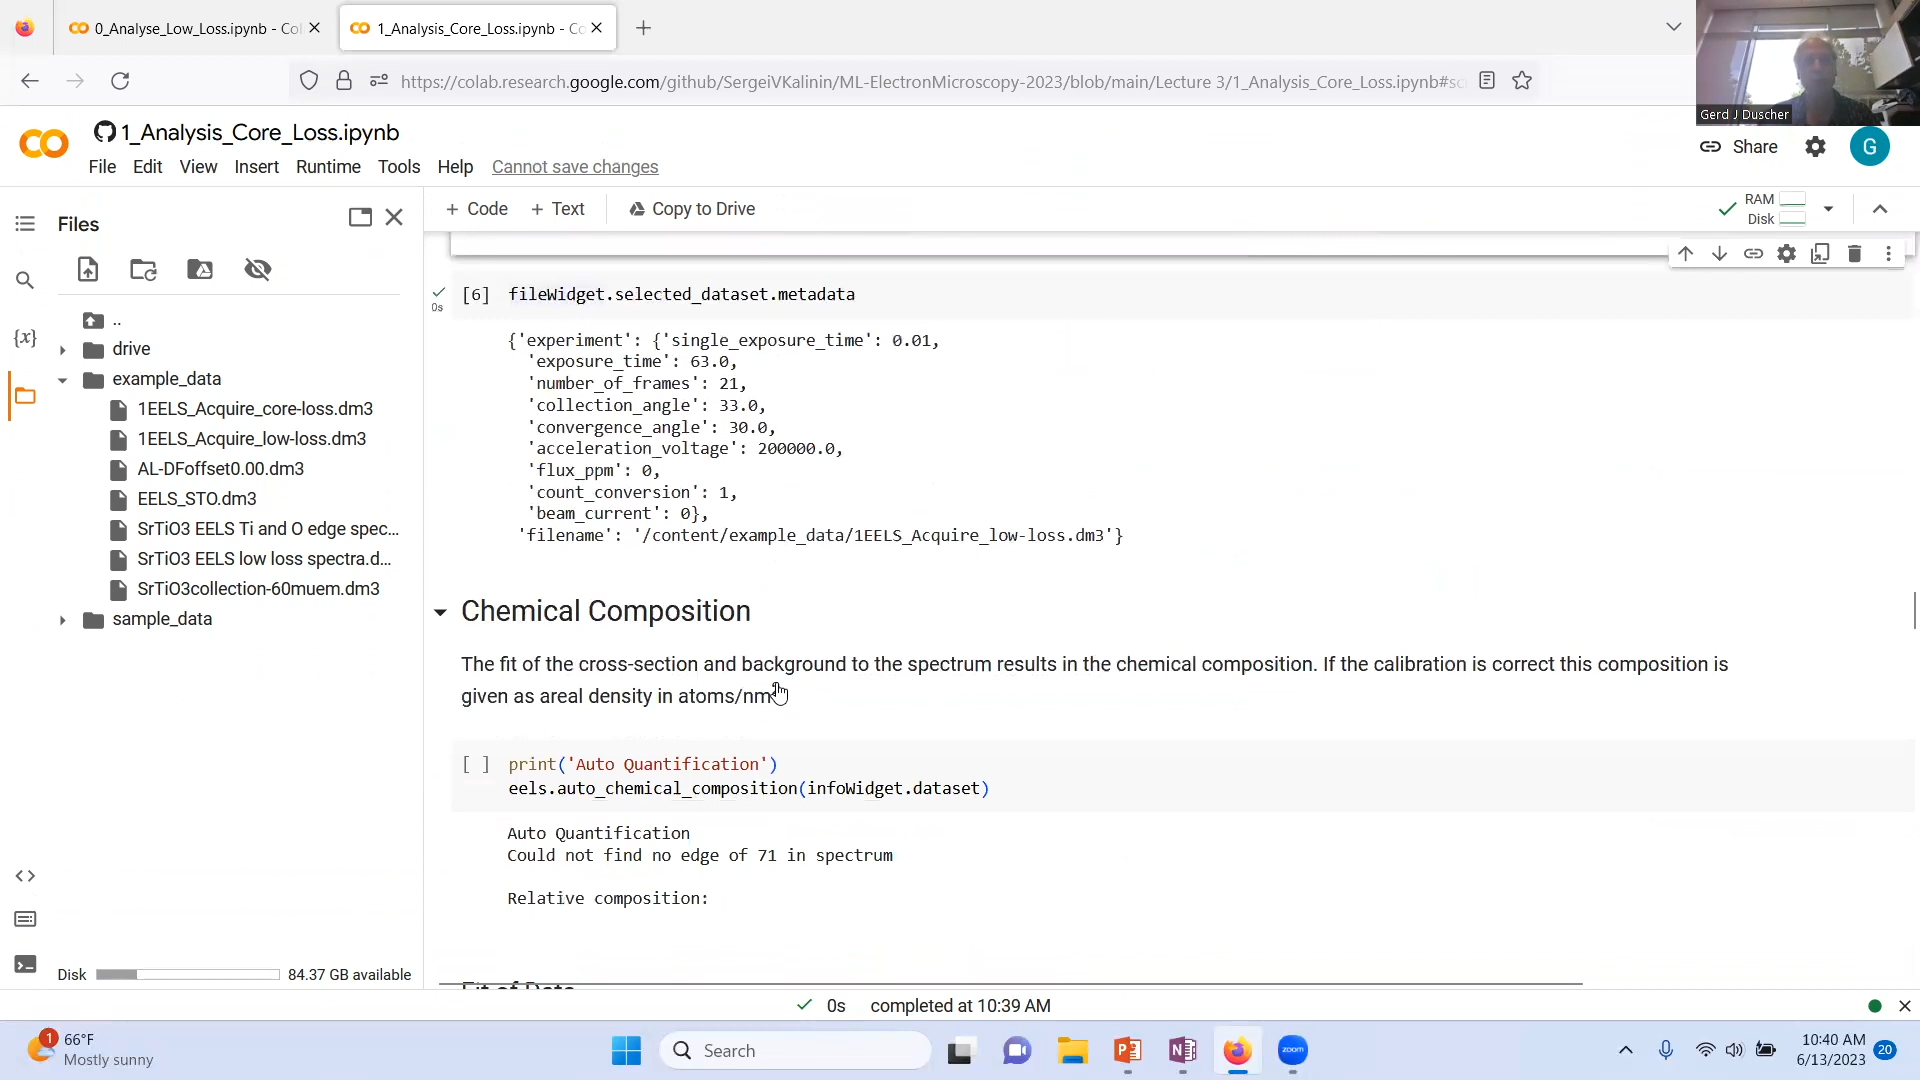 0_Analyse_Low_Loss.ipynb - Col
1_Analysis_Core_Loss.ipynb - Co
https://colab.research.google.com/github/SergeiVKalinin/ML-ElectronMicroscopy-2023/blob/main/Lecture 3/1_Analysis_Core_Loss.ipynb#sc
Gerd J Duscher
1_Analysis_Core_Loss.ipynb
File Edit View Insert Runtime Tools Help Cannot save changes
Share
G
Files
+ Code + Text Copy to Drive
RAM
Disk
{x}
..
drive
example_data
1EELS_Acquire_core-loss.dm3
1EELS_Acquire_low-loss.dm3
AL-DFoffset0.00.dm3
EELS_STO.dm3
SrTiO3 EELS Ti and O edge spec...
SrTiO3 EELS low loss spectra.d...
SrTiO3collection-60muem.dm3
sample_data
Disk 84.37 GB available
0s
[6] fileWidget.selected_dataset.metadata
{'experiment': {'single_exposure_time': 0.01,
'exposure_time': 63.0,
'number_of_frames': 21,
'collection_angle': 33.0,
'convergence_angle': 30.0,
'acceleration_voltage': 200000.0,
'flux_ppm': 0,
'count_conversion': 1,
'beam_current': 0},
'filename': '/content/example_data/1EELS_Acquire_low-loss.dm3'}
Chemical Composition
The fit of the cross-section and background to the spectrum results in the chemical composition. If the calibration is correct this composition is
given as areal density in atoms/nm
[ ] print('Auto Quantification')
eels.auto_chemical_composition(infoWidget.dataset)
Auto Quantification
Could not find no edge of 71 in spectrum
Relative composition:
Fit of Data
0s completed at 10:39 AM
1
66°F
Mostly sunny
Search
zoom
10:40 AM
6/13/2023
20